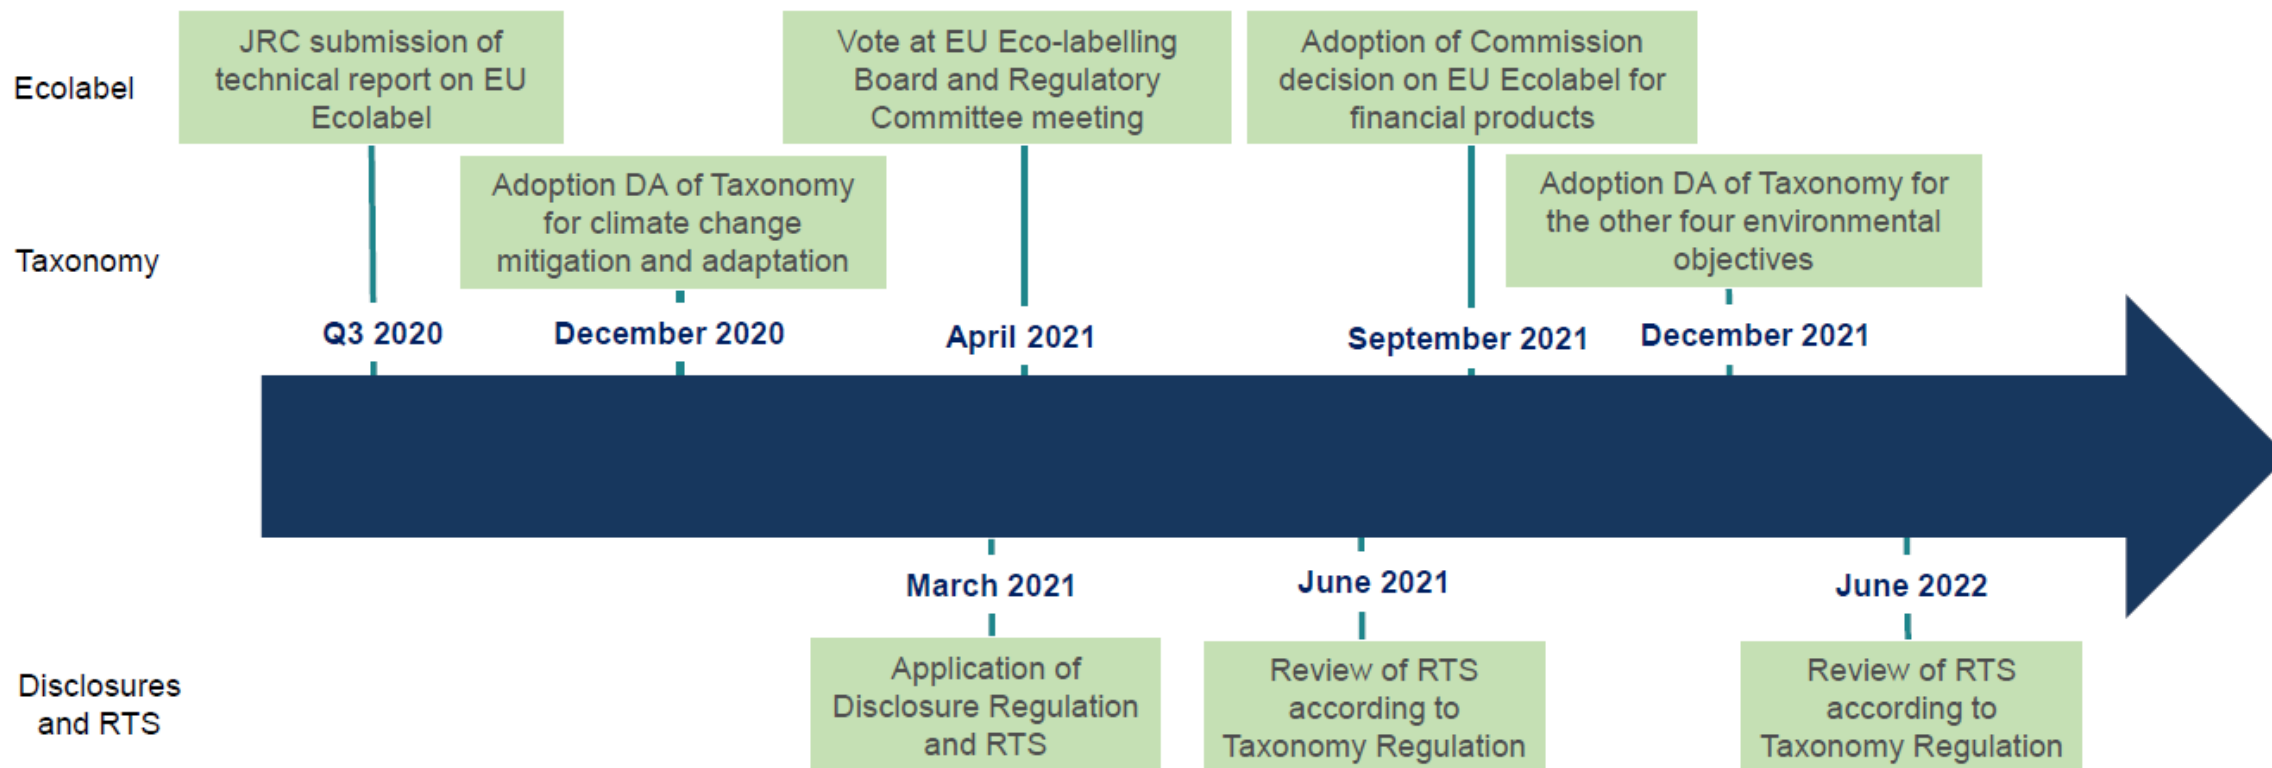 Ecolabel
JRC submission of
technical report on EU
Ecolabel
Vote at EU Eco-labelling
Board and Regulatory
Committee meeting
Adoption of Commission
decision on EU Ecolabel for
financial products
Taxonomy
Adoption DA of Taxonomy
for climate change
mitigation and adaptation
Adoption DA of Taxonomy for
the other four environmental
objectives
Q3 2020
December 2020
April 2021
September 2021
December 2021
March 2021
June 2021
June 2022
Disclosures
and RTS
Application of
Disclosure Regulation
and RTS
Review of RTS
according to
Taxonomy Regulation
Review of RTS
according to
Taxonomy Regulation